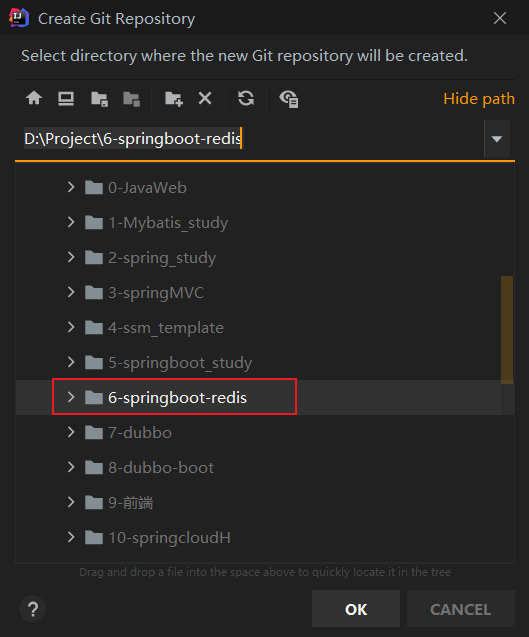 Create Git Repository
Select directory where the new Git repository will be created.
Hide path
D:\Project\6-springboot-redis
0-JavaWeb
1-Mybatis_study
2-spring_study
3-springMVC
4-ssm_template
5-springboot_study
6-springboot-redis
7-dubbo
8-dubbo-boot
9-前端
10-springcloudH
Drag and drop a file into the space above to quickly locate it in the tree
?
OK
CANCEL